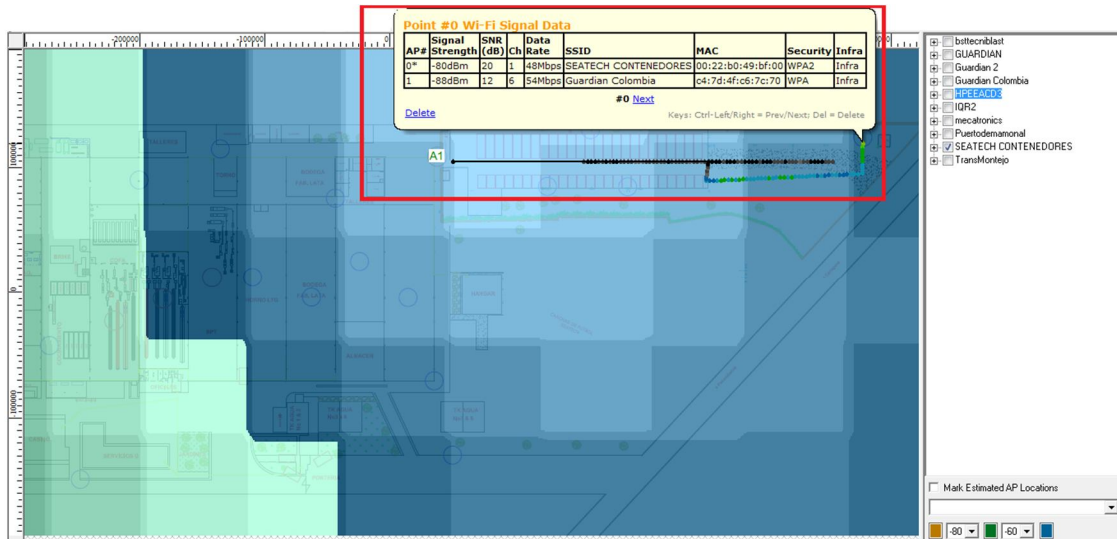 Point #0 Wi-Fi Signal Data
AP# Signal Strength SNR (dB) Ch Data Rate SSID MAC Security Infra
0* -80dBm 20 1 48Mbps SEATECH CONTENEDORES 00:22:b0:49:bf:00 WPA2 Infra
1 -88dBm 12 6 54Mbps Guardian Colombia c4:7d:4f:c6:7c:70 WPA Infra
#0 Next
Delete Keys: Ctrl-Left/Right = Prev/Next; Del = Delete
-200000 -100000 0
100000
0
100000
A1
bsttecniblast
GUARDIAN
Guardian 2
Guardian Colombia
HPEEACD3
IQR2
mecatronics
Puertodemamonal
SEATECH CONTENEDORES
TransMontejo
Mark Estimated AP Locations
-80 -60